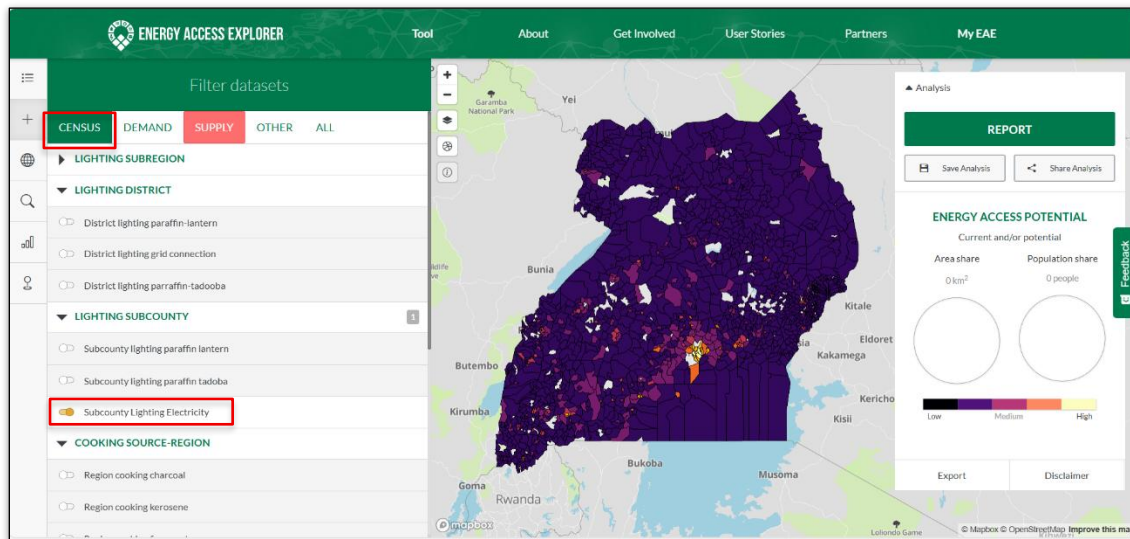 ENERGY ACCESS EXPLORER
Tool
About
Get Involved
User Stories
Partners
My EAE
Filter datasets
CENSUS
DEMAND
SUPPLY
OTHER
ALL
LIGHTING SUBREGION
LIGHTING DISTRICT
District lighting paraffin-lantern
District lighting grid connection
District lighting parraffin-tadooba
LIGHTING SUBCOUNTY
1
Subcounty lighting paraffin lantern
Subcounty lighting paraffin tadoba
Subcounty Lighting Electricity
COOKING SOURCE-REGION
Region cooking charcoal
Region cooking kerosene
Garamba
National Park
Yei
Bunia
Butembo
Kirumba
Goma
Rwanda
Bukoba
Musoma
Kitale
Eldoret
Kakamega
Kericho
Kisii
Loliondo Game
mapbox
© Mapbox © OpenStreetMap Improve this ma
Analysis
REPORT
Save Analysis
Share Analysis
ENERGY ACCESS POTENTIAL
Current and/or potential
Area share
Population share
0 km²
0 people
Low
Medium
High
Export
Disclaimer
Feedback